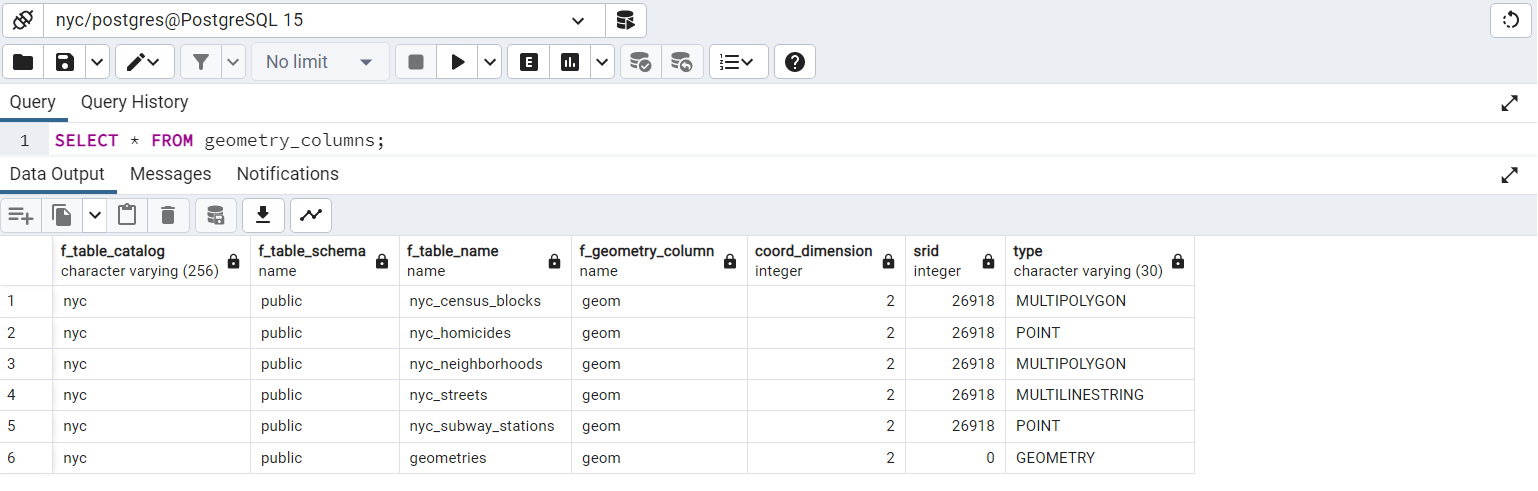 nyc/postgres@PostgreSQL 15
No limit
E
?
Query Query History
1 SELECT * FROM geometry_columns;
Data Output Messages Notifications
f_table_catalog f_table_schema f_table_name f_geometry_column coord_dimension srid type
character varying (256) name name name integer integer character varying (30)
1 nyc public nyc_census_blocks geom 2 26918 MULTIPOLYGON
2 nyc public nyc_homicides geom 2 26918 POINT
3 nyc public nyc_neighborhoods geom 2 26918 MULTIPOLYGON
4 nyc public nyc_streets geom 2 26918 MULTILINESTRING
5 nyc public nyc_subway_stations geom 2 26918 POINT
6 nyc public geometries geom 2 0 GEOMETRY